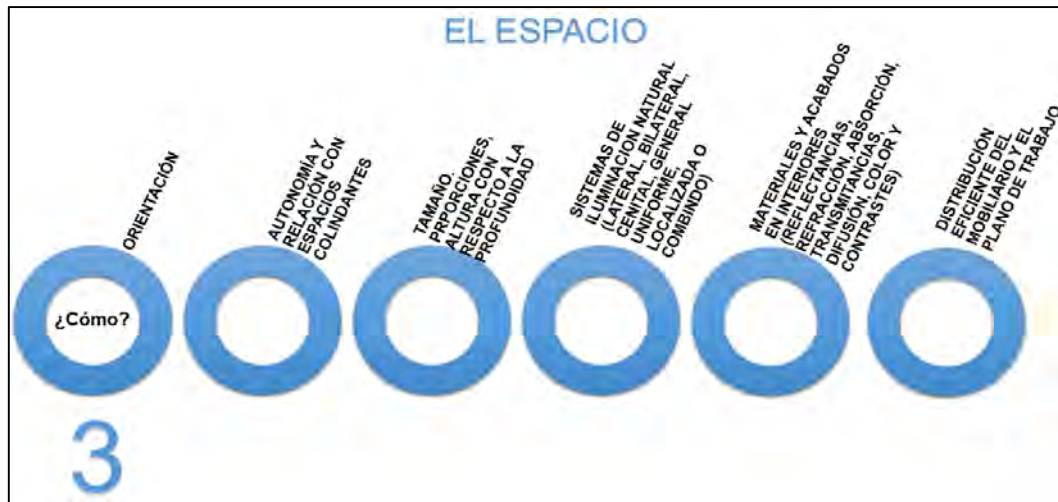 EL ESPACIO
¿Cómo?
ORIENTACIÓN
AUTONOMÍA Y
RELACIÓN CON
ESPACIOS
COLINDANTES
TAMAÑO,
PRPORCIONES,
ALTURA CON
RESPECTO A LA
PROFUNDIDAD
SISTEMAS DE
ILUMINACION NATURAL
(LATERAL, BILATERAL,
CENITAL, GENERAL
UNIFORME,
LOCALIZADA O
COMBINDO)
MATERIALES Y ACABADOS
EN INTERIORES
(REFLECTANCIAS,
REFRACCIÓN, ABSORCIÓN,
TRANSMITANCIAS,
DIFUSIÓN, COLOR Y
CONTRASTES)
DISTRIBUCIÓN
EFICIENTE DEL
MOBILIARIO Y EL
PLANO DE TRABAJO
3